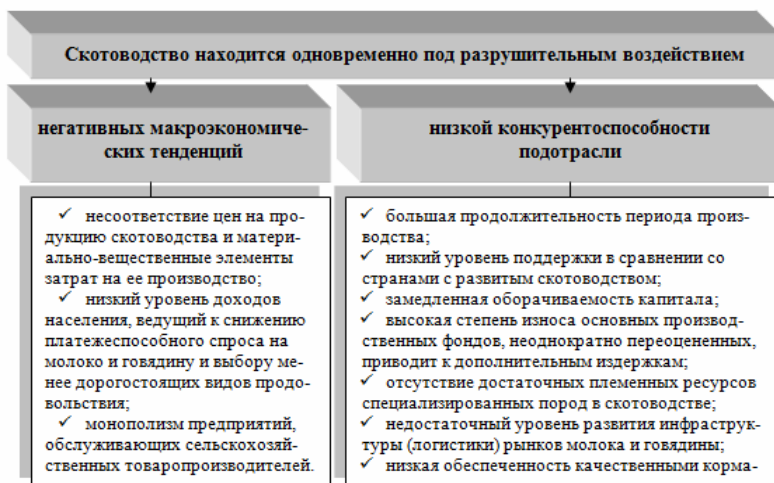 Скотоводство находится одновременно под разрушительным воздействием
негативных макроэкономиче-
ских тенденций
✓ несоответствие цен на про-
дукцию скотоводства и матери-
ально-вещественные элементы
затрат на ее производство;
✓ низкий уровень доходов
населения, ведущий к снижению
платежеспособного спроса на
молоко и говядину и выбору ме-
нее дорогостоящих видов продо-
вольствия;
✓ монополизм предприятий,
обслуживающих сельскохозяй-
ственных товаропроизводителей.
низкой конкурентоспособности
подотрасли
✓ большая продолжительность периода произ-
водства;
✓ низкий уровень поддержки в сравнении со
странами с развитым скотоводством;
✓ замедленная оборачиваемость капитала;
✓ высокая степень износа основных производ-
ственных фондов, неоднократно переоцененных,
приводит к дополнительным издержкам;
✓ отсутствие достаточных племенных ресурсов
специализированных пород в скотоводстве;
✓ недостаточный уровень развития инфраструк-
туры (логистики) рынков молока и говядины;
✓ низкая обеспеченность качественными корма-